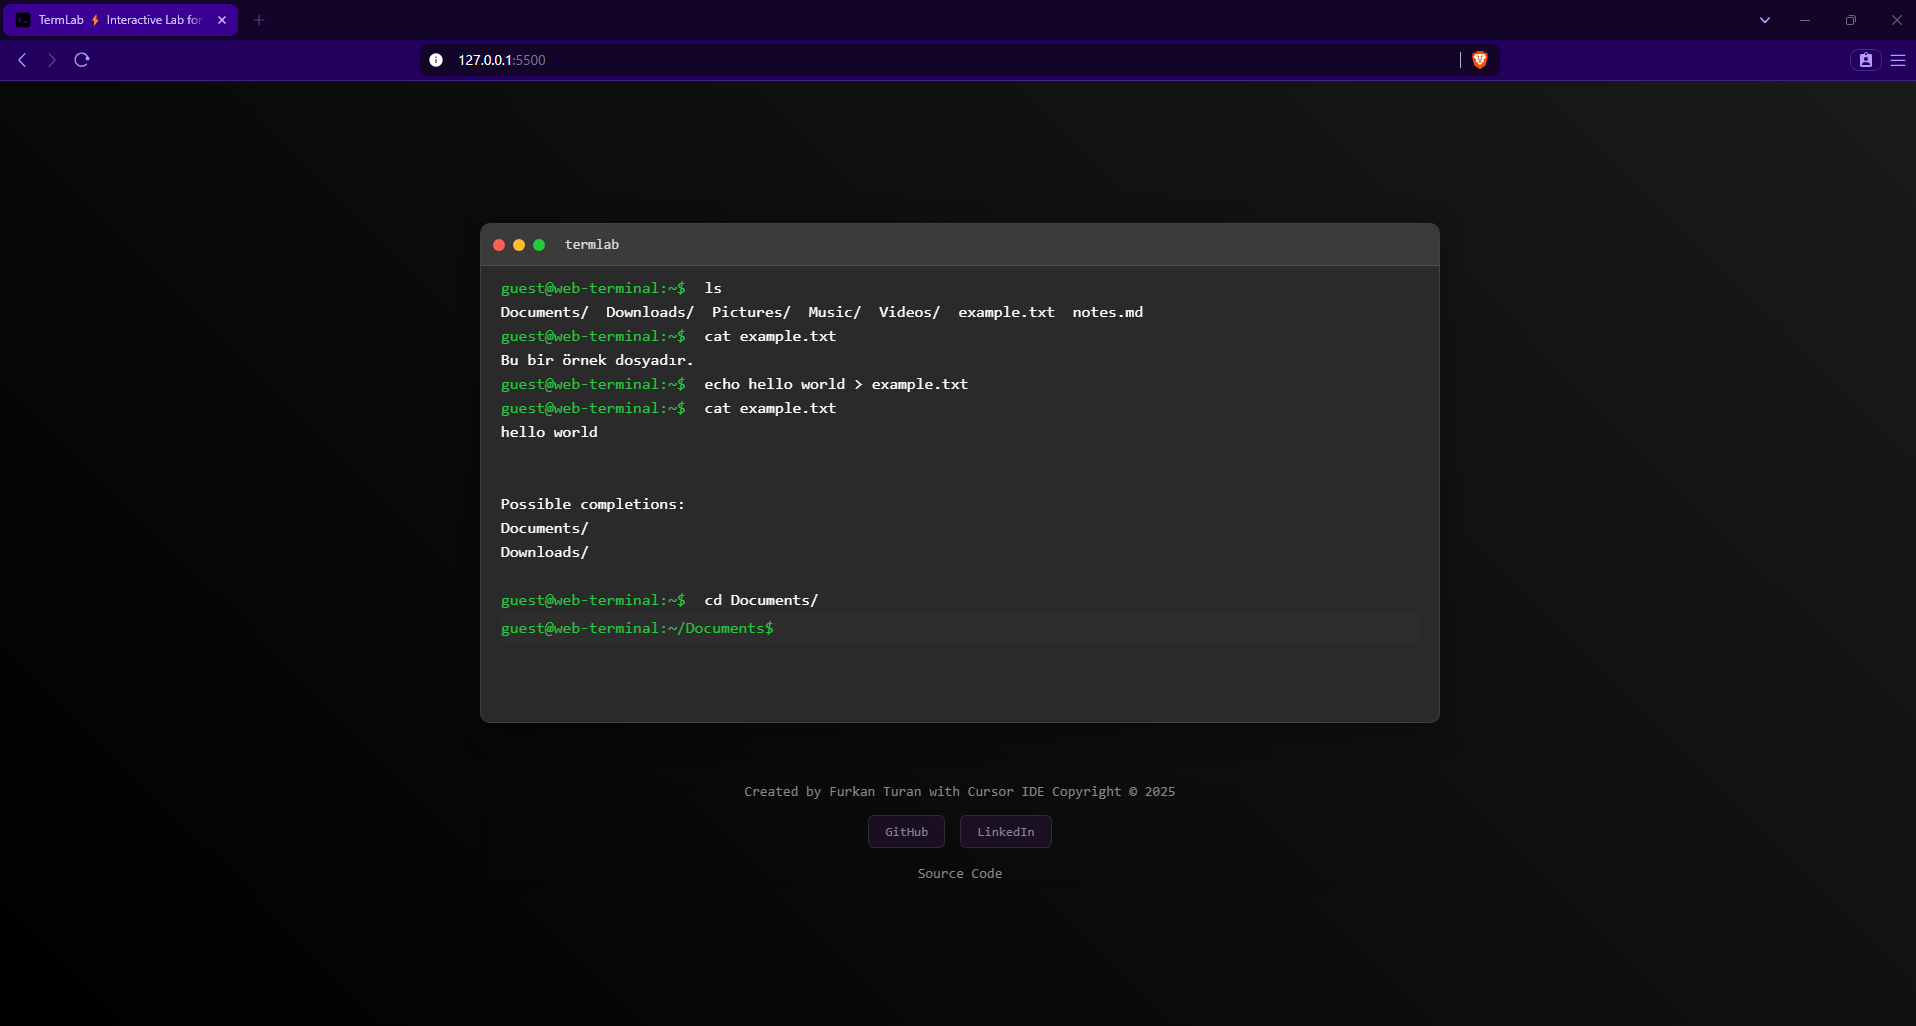 TermLab ⚡ Interactive Lab for
127.0.0.1:5500
termlab
guest@web-terminal:~$ ls
Documents/ Downloads/ Pictures/ Music/ Videos/ example.txt notes.md
guest@web-terminal:~$ cat example.txt
Bu bir örnek dosyadır.
guest@web-terminal:~$ echo hello world > example.txt
guest@web-terminal:~$ cat example.txt
hello world
Possible completions:
Documents/
Downloads/
guest@web-terminal:~$ cd Documents/
guest@web-terminal:~/Documents$
Created by Furkan Turan with Cursor IDE Copyright © 2025
GitHub LinkedIn
Source Code